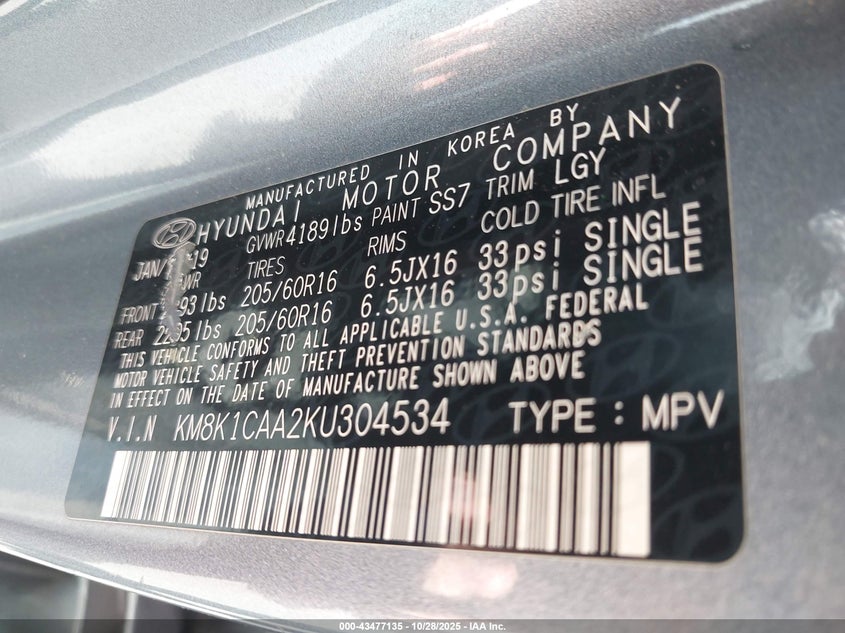 MANUFACTURED IN KOREA BY
HYUNDAI MOTOR COMPANY
GVWR 4189 lbs PAINT SS7 TRIM LGY
TIRES RIMS COLD TIRE INFL
FRONT lbs 205/60R16 6.5JX16 33psi SINGLE
REAR lbs 205/60R16 6.5JX16 33psi SINGLE
THIS VEHICLE CONFORMS TO ALL APPLICABLE U.S.A. FEDERAL
MOTOR VEHICLE SAFETY AND THEFT PREVENTION STANDARDS
IN EFFECT ON THE DATE OF MANUFACTURE SHOWN ABOVE
V.I.N KM8K1CAA2KU304534 TYPE : MPV
000-43477135 - 10/28/2025 - IAA Inc.